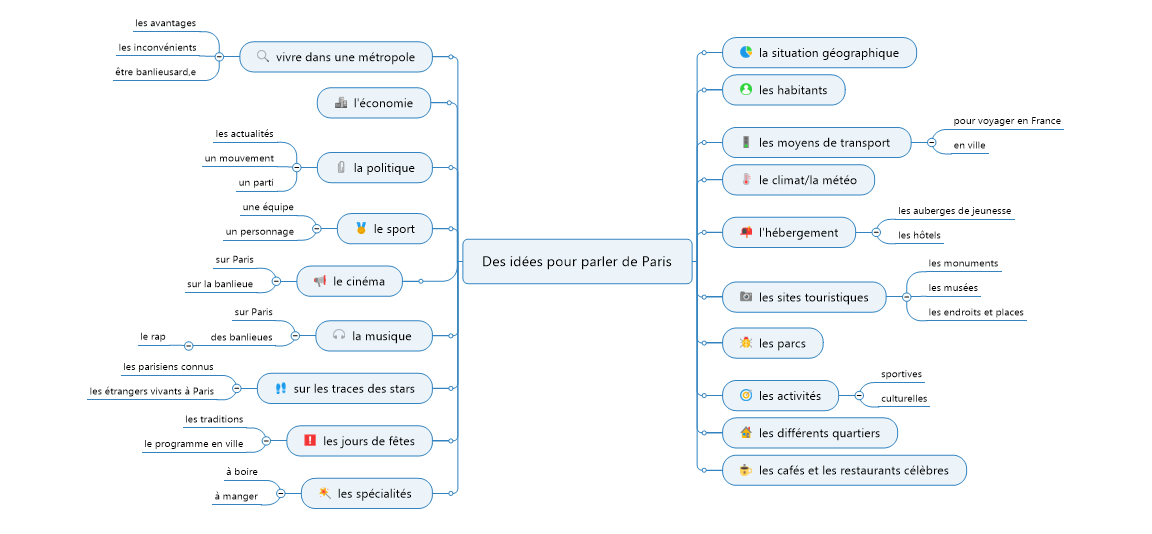 Des idées pour parler de Paris
vivre dans une métropole
les avantages
les inconvénients
être banlieusard,e
l'économie
la politique
les actualités
un mouvement
un parti
le sport
une équipe
un personnage
le cinéma
sur Paris
sur la banlieue
la musique
sur Paris
des banlieues
le rap
sur les traces des stars
les parisiens connus
les étrangers vivants à Paris
les jours de fêtes
les traditions
le programme en ville
les spécialités
à boire
à manger
la situation géographique
les habitants
les moyens de transport
pour voyager en France
en ville
le climat/la météo
l'hébergement
les auberges de jeunesse
les hôtels
les sites touristiques
les monuments
les musées
les endroits et places
les parcs
les activités
sportives
culturelles
les différents quartiers
les cafés et les restaurants célèbres